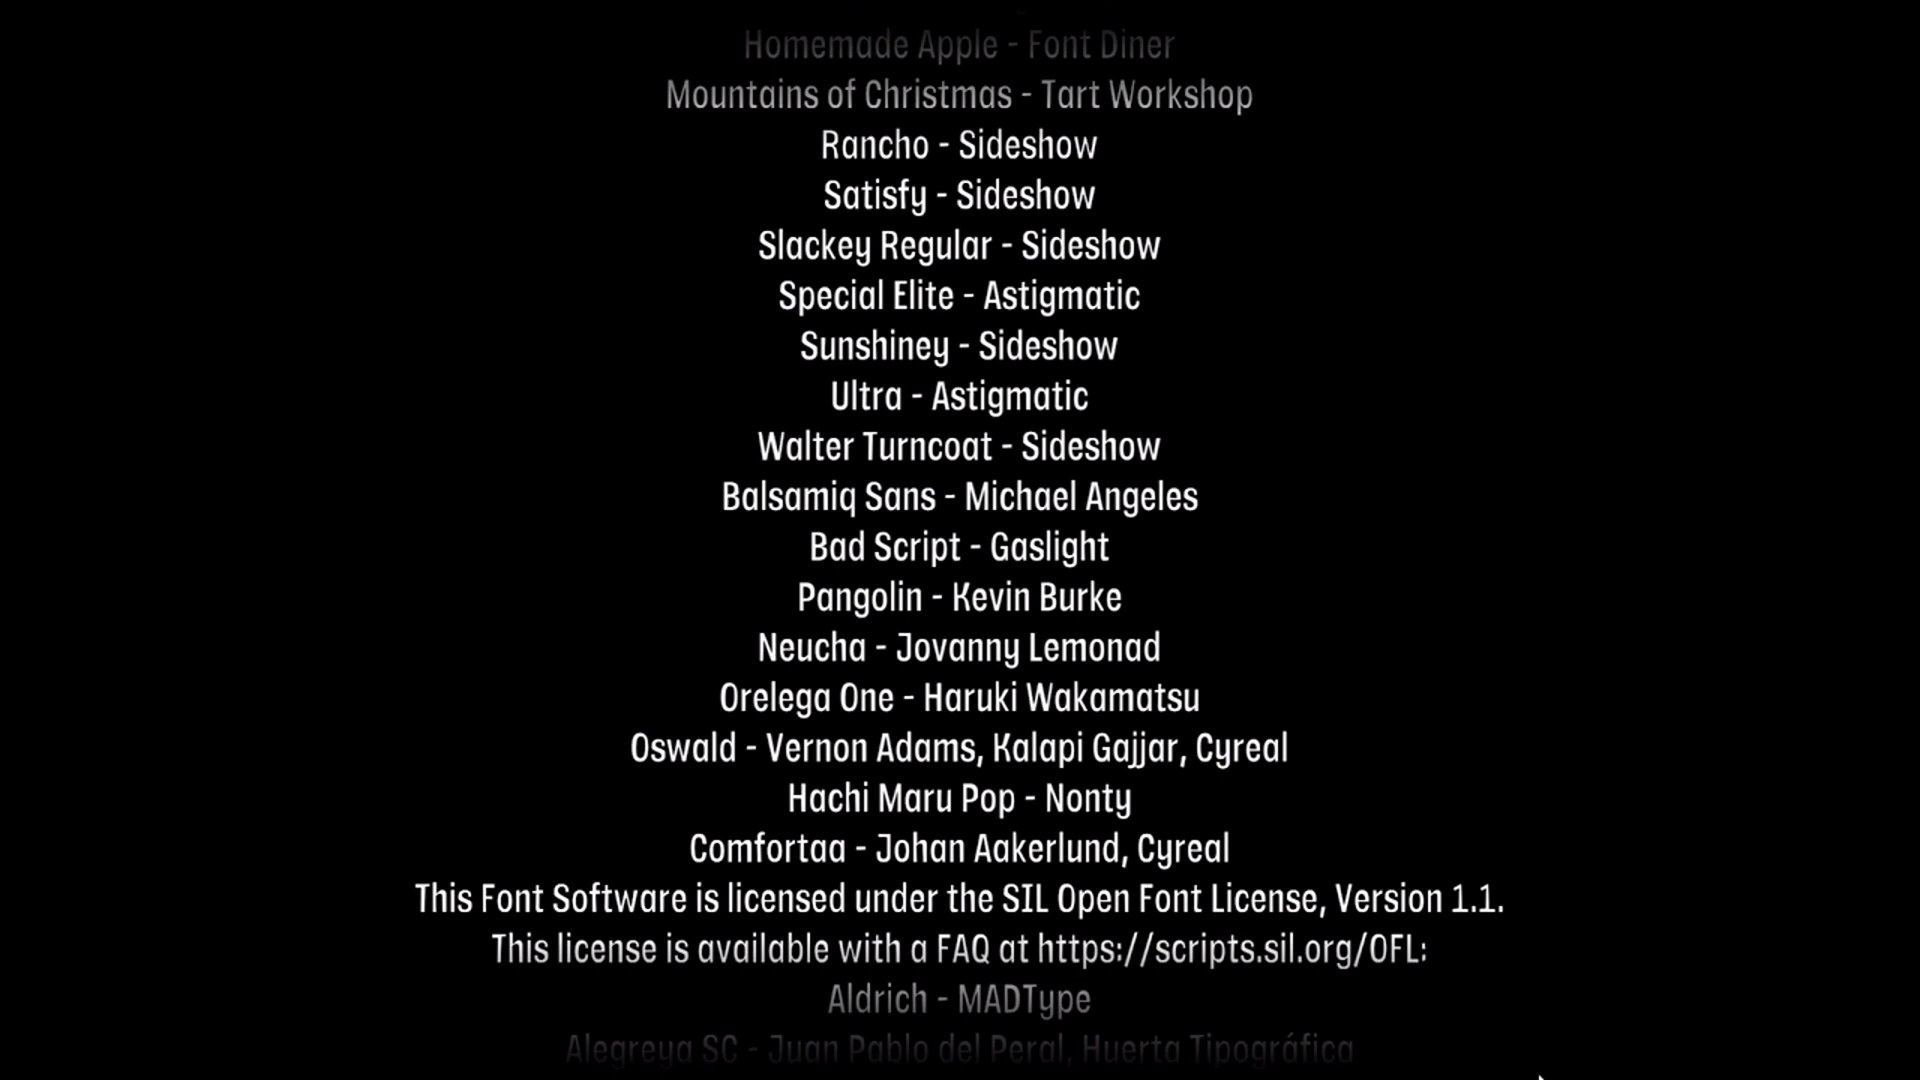 Homemade Apple - Font Diner
Mountains of Christmas - Tart Workshop
Rancho - Sideshow
Satisfy - Sideshow
Slackey Regular - Sideshow
Special Elite - Astigmatic
Sunshiney - Sideshow
Ultra - Astigmatic
Walter Turncoat - Sideshow
Balsamiq Sans - Michael Angeles
Bad Script - Gaslight
Pangolin - Kevin Burke
Neucha - Jovanny Lemonad
Orelega One - Haruki Wakamatsu
Oswald - Vernon Adams, Kalapi Gajjar, Cyreal
Hachi Maru Pop - Nonty
Comfortaa - Johan Aakerlund, Cyreal
This Font Software is licensed under the SIL Open Font License, Version 1.1.
This license is available with a FAQ at https://scripts.sil.org/OFL:
Aldrich - MADType
Alegreya SC - Juan Pablo del Peral, Huerta Tipográfica